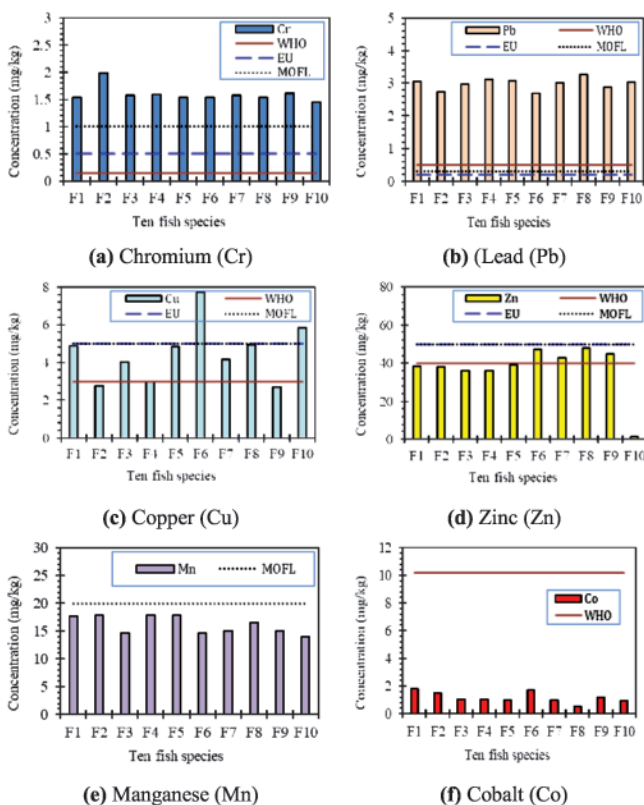 3
2.5
2
1.5
1
0.5
0
Concentration (mg/kg)
Cr
WHO
EU
MOFL
F1 F2 F3 F4 F5 F6 F7 F8 F9 F10
Ten fish species
(a) Chromium (Cr)
5
4
3
2
1
0
Concentration (mg/kg)
Pb WHO
EU MOFL
F1 F2 F3 F4 F5 F6 F7 F8 F9 F10
Ten fish species
(b) (Lead (Pb)
8
6
4
2
0
Concentration (mg/kg)
Cu WHO
EU MOFL
F1 F2 F3 F4 F5 F6 F7 F8 F9 F10
Ten fish species
(c) Copper (Cu)
80
60
40
20
0
Concentration (mg/kg)
Zn WHO
EU MOFL
F1 F2 F3 F4 F5 F6 F7 F8 F9 F10
Ten fish species
(d) Zinc (Zn)
30
25
20
15
10
5
0
Concentration (mg/kg)
Mn MOFL
F1 F2 F3 F4 F5 F6 F7 F8 F9 F10
Ten fish species
(e) Manganese (Mn)
12
10
8
6
4
2
0
Concentration (mg/kg)
Co
WHO
F1 F2 F3 F4 F5 F6 F7 F8 F9 F10
Ten fish species
(f) Cobalt (Co)